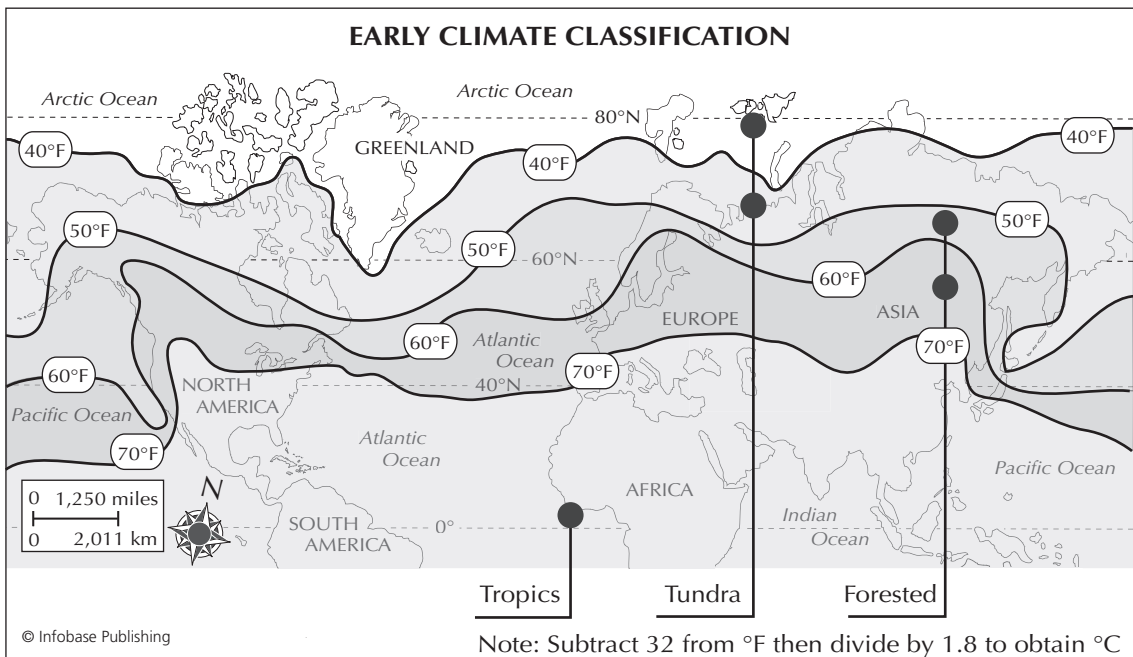 EARLY CLIMATE CLASSIFICATION
Arctic Ocean
Arctic Ocean
80°N
40°F
GREENLAND
40°F
40°F
50°F
50°F
50°F
60°N
60°F
EUROPE
ASIA
60°F
Atlantic
Ocean
70°F
60°F
NORTH
AMERICA
40°N
70°F
Pacific Ocean
70°F
Atlantic
Ocean
Pacific Ocean
0 1,250 miles
0 2,011 km
N
SOUTH
AMERICA
0°
AFRICA
Indian
Ocean
Tropics
Tundra
Forested
© Infobase Publishing
Note: Subtract 32 from °F then divide by 1.8 to obtain °C